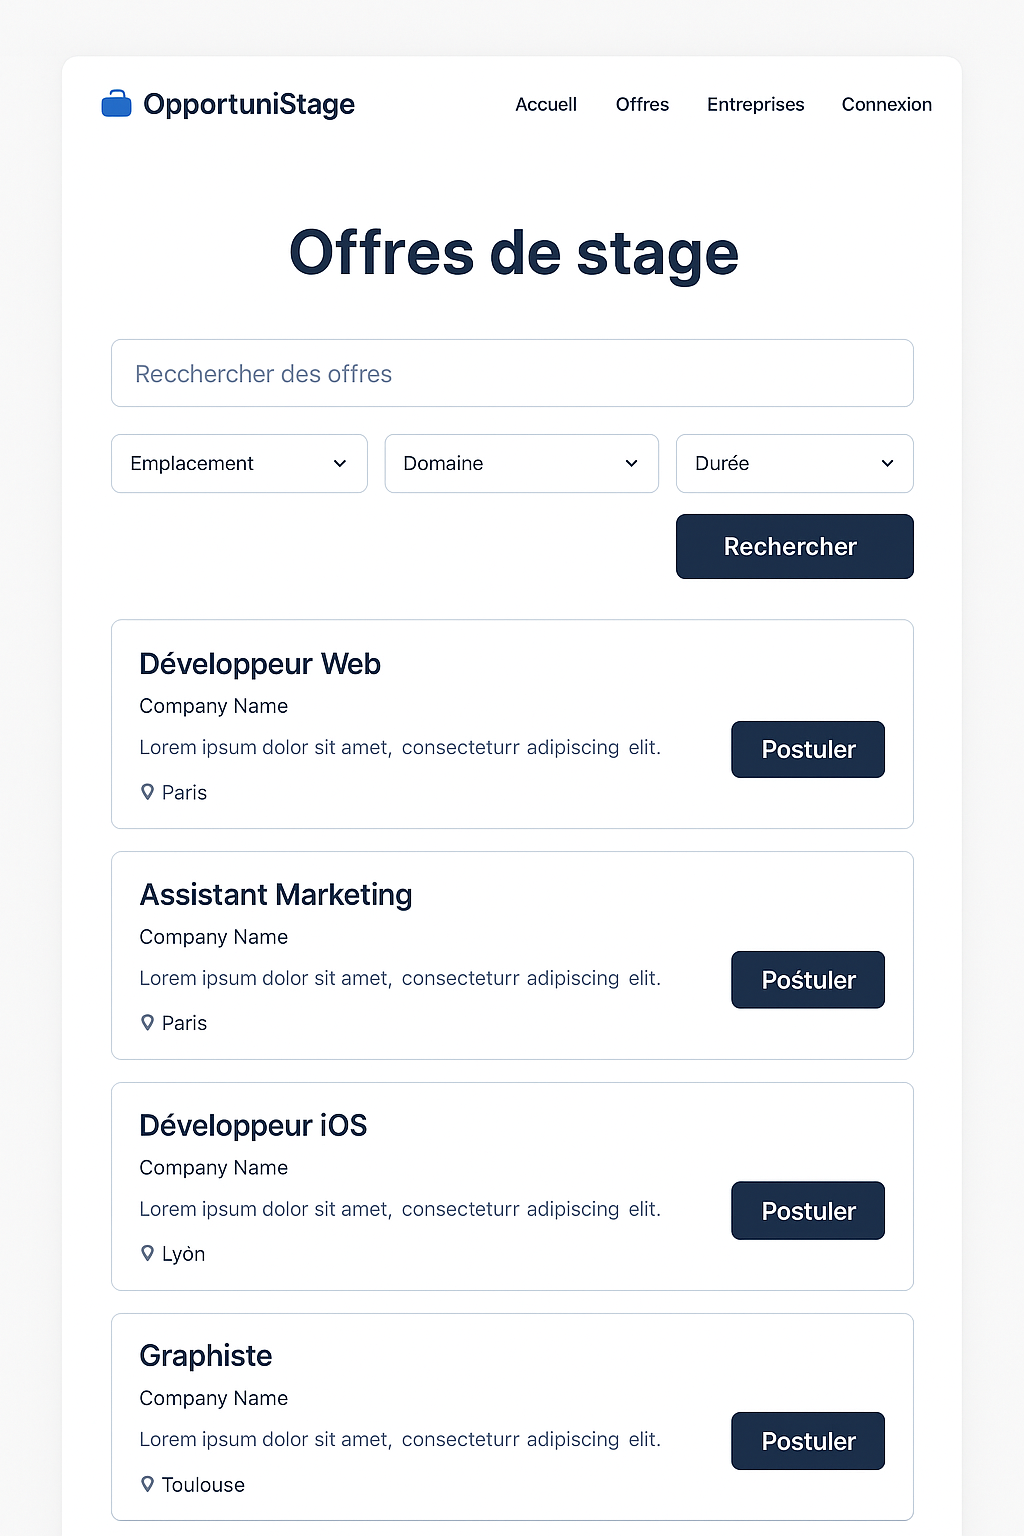 OpportuniStage
Accueil Offres Entreprises Connexion
Offres de stage
Recchercher des offres
Emplacement Domaine Durée
Rechercher
Développeur Web
Company Name
Lorem ipsum dolor sit amet, consecteturr adipiscing elit.
Postuler
Paris
Assistant Marketing
Company Name
Lorem ipsum dolor sit amet, consecteturr adipiscing elit.
Pośtuler
Paris
Développeur iOS
Company Name
Lorem ipsum dolor sit amet, consecteturr adipiscing elit.
Postuler
Lyòn
Graphiste
Company Name
Lorem ipsum dolor sit amet, consecteturr adipiscing elit.
Postuler
Toulouse